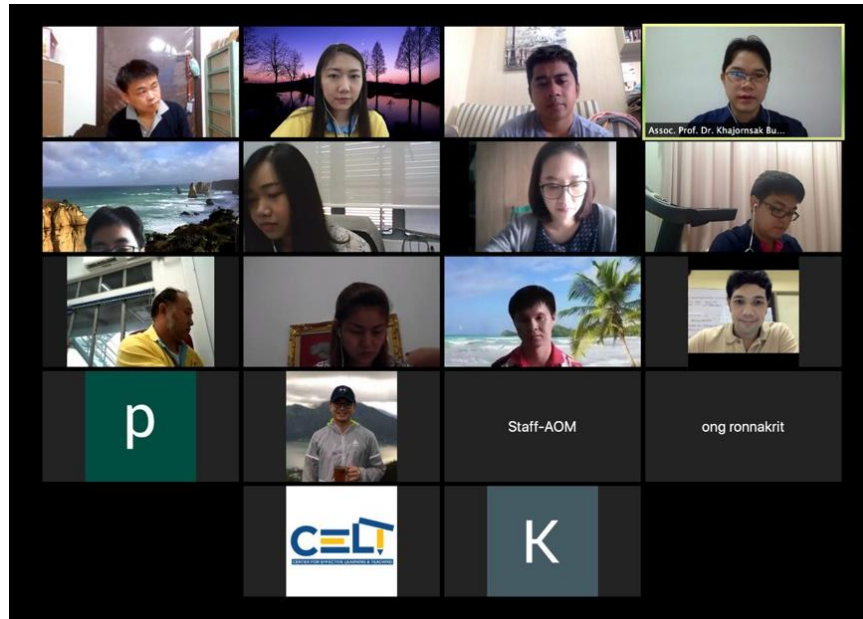 Assoc. Prof. Dr. Khajornsak Bu...
p
Staff-AOM
ong ronnakrit
CELT
CENTER FOR EFFECTIVE LEARNING & TEACHING
K